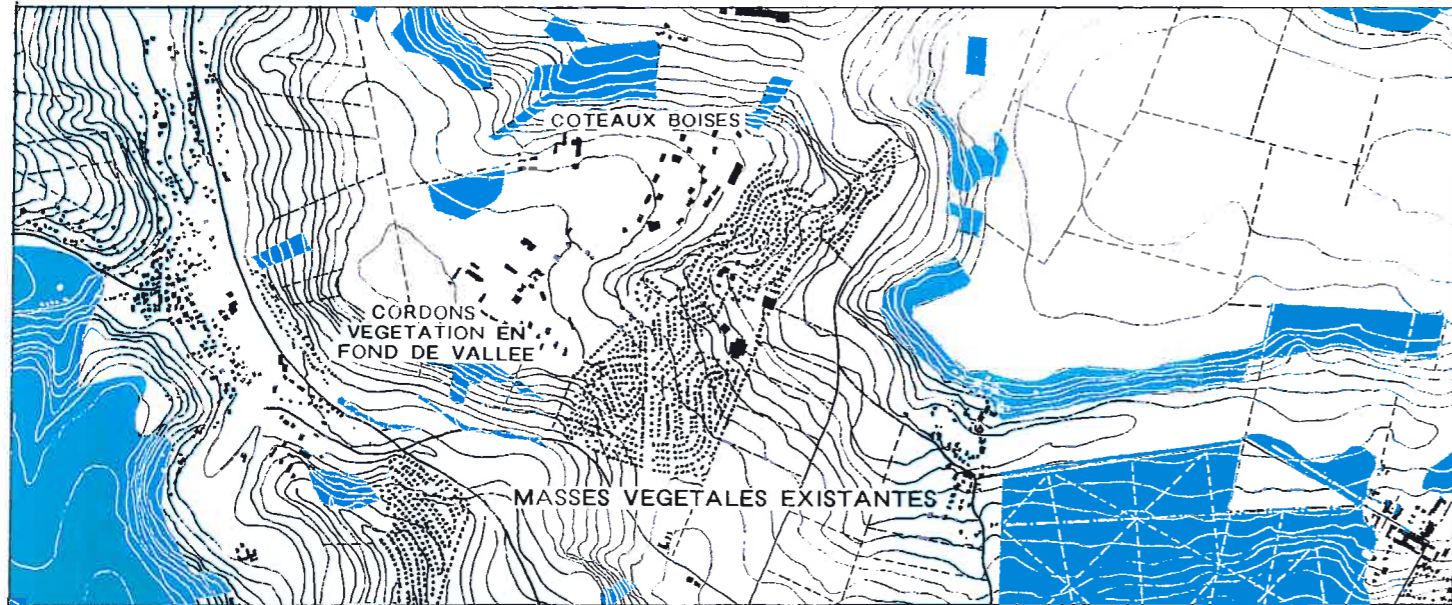 COTEAUX BOISES
CORDONS
VEGETATION EN
FOND DE VALLEE
MASSES VEGETALES EXISTANTES